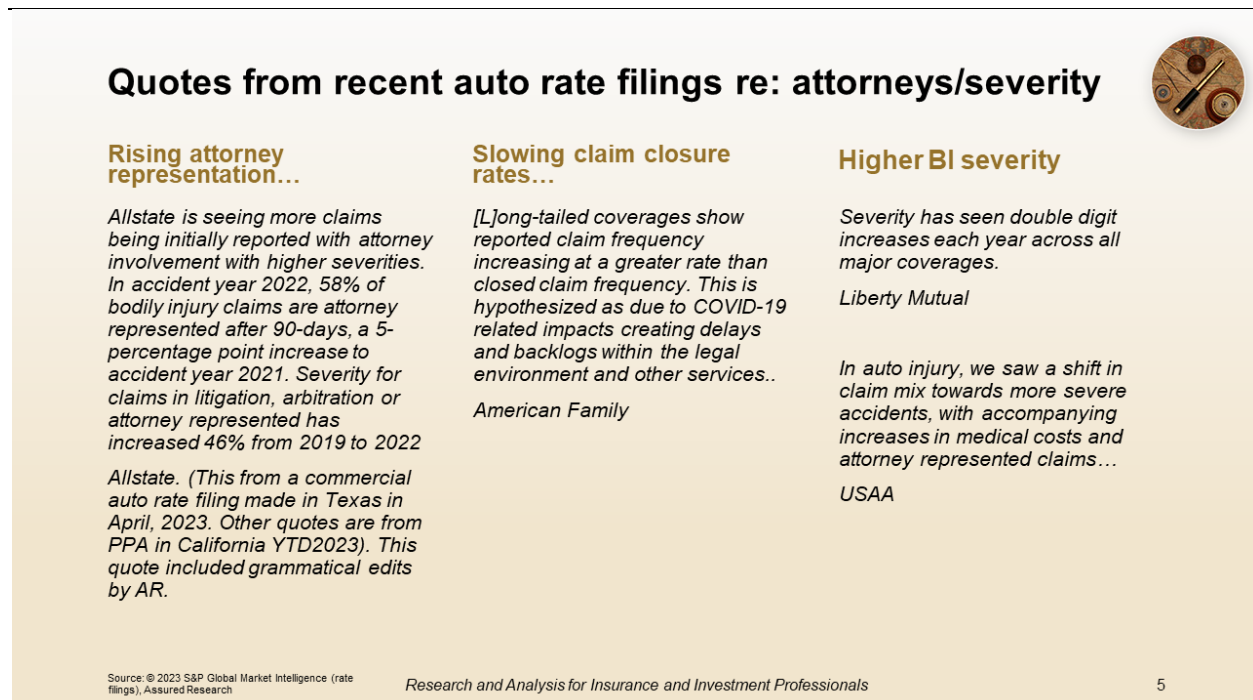 Quotes from recent auto rate filings re: attorneys/severity
Rising attorney
representation…
Allstate is seeing more claims
being initially reported with attorney
involvement with higher severities.
In accident year 2022, 58% of
bodily injury claims are attorney
represented after 90-days, a 5-
percentage point increase to
accident year 2021. Severity for
claims in litigation, arbitration or
attorney represented has
increased 46% from 2019 to 2022
Allstate. (This from a commercial
auto rate filing made in Texas in
April, 2023. Other quotes are from
PPA in California YTD2023). This
quote included grammatical edits
by AR.
Slowing claim closure
rates…
[L]ong-tailed coverages show
reported claim frequency
increasing at a greater rate than
closed claim frequency. This is
hypothesized as due to COVID-19
related impacts creating delays
and backlogs within the legal
environment and other services..
American Family
Higher BI severity
Severity has seen double digit
increases each year across all
major coverages.
Liberty Mutual
In auto injury, we saw a shift in
claim mix towards more severe
accidents, with accompanying
increases in medical costs and
attorney represented claims…
USAA
Source: © 2023 S&P Global Market Intelligence (rate
filings), Assured Research
Research and Analysis for Insurance and Investment Professionals
5